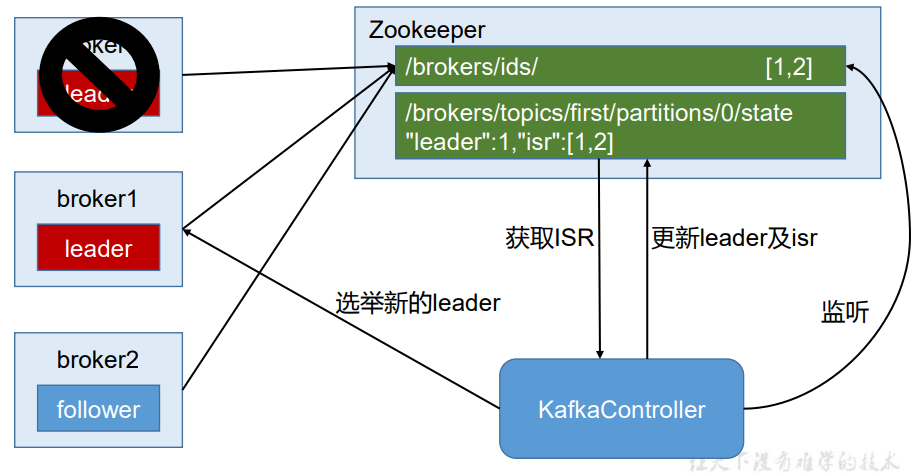 Zookeeper
/brokers/ids/ [1,2]
/brokers/topics/first/partitions/0/state
"leader":1,"isr":[1,2]
broker1
leader
broker2
follower
获取ISR
更新leader及isr
选举新的leader
监听
KafkaController
让天下没有难学的技术